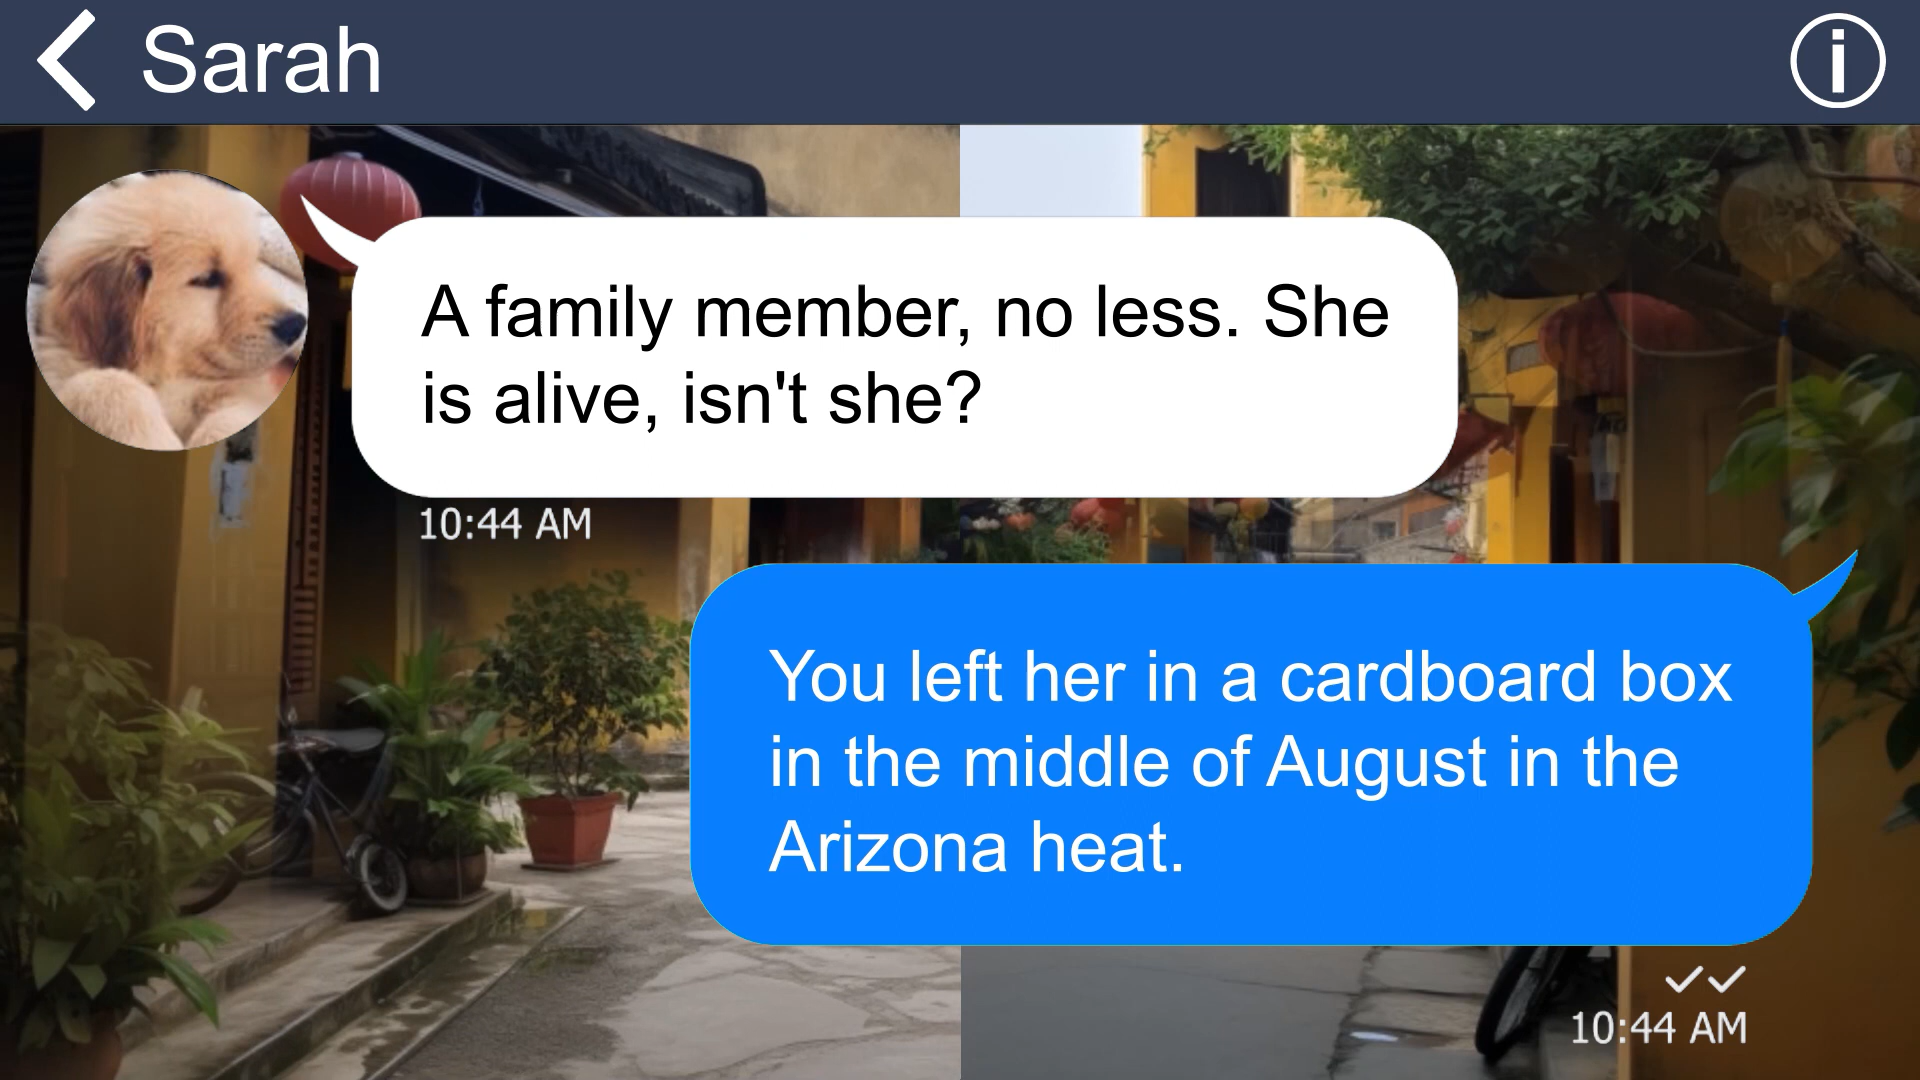 Sarah
A family member, no less. She
is alive, isn't she?
10:44 AM
You left her in a cardboard box
in the middle of August in the
Arizona heat.
10:44 AM